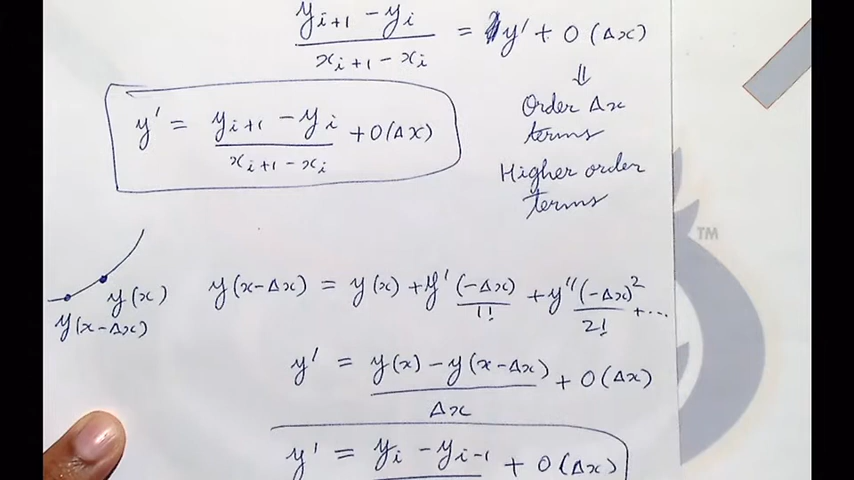 (y_{i+1} - y_i) / (x_{i+1} - x_i) = y' + O(Δx)
⇓
Order Δx
terms
y' = (y_{i+1} - y_i) / (x_{i+1} - x_i) + O(Δx)
Higher order
terms
TM
y(x)
y(x-Δx)
y(x-Δx) = y(x) + y' (-Δx)/1! + y'' (-Δx)^2/2! + ...
y' = (y(x) - y(x-Δx)) / Δx + O(Δx)
y' = y_i - y_{i-1} + O(Δx)